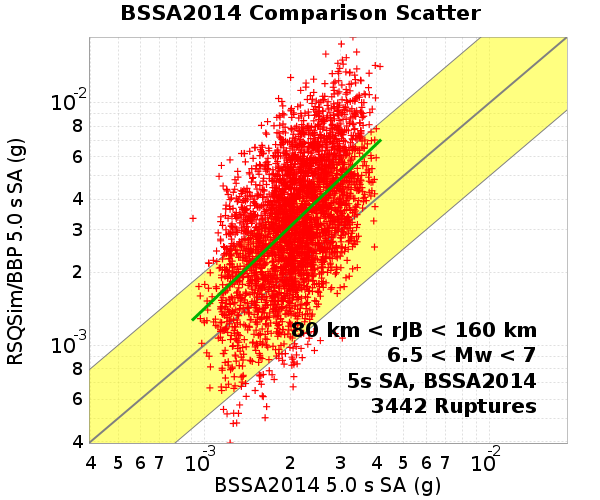 BSSA2014 Comparison Scatter
RSQSim/BBP 5.0 s SA (g)
10-2
8
6
4
3
2
10-3
8
6
4
80 km < rJB < 160 km
6.5 < Mw < 7
5s SA, BSSA2014
3442 Ruptures
4 5 6 7 10-3 2 3 4 5 6 7 10-2
BSSA2014 5.0 s SA (g)